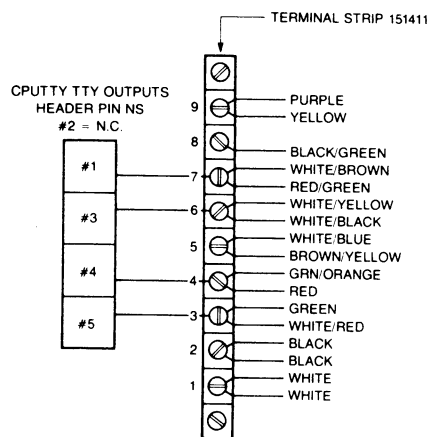 TERMINAL STRIP 151411
CPUTTY TTY OUTPUTS
HEADER PIN NS
#2 = N.C.
#1
#3
#4
#5
9
PURPLE
YELLOW
8
BLACK/GREEN
7
WHITE/BROWN
RED/GREEN
6
WHITE/YELLOW
WHITE/BLACK
5
WHITE/BLUE
BROWN/YELLOW
4
GRN/ORANGE
RED
3
GREEN
WHITE/RED
2
BLACK
BLACK
1
WHITE
WHITE